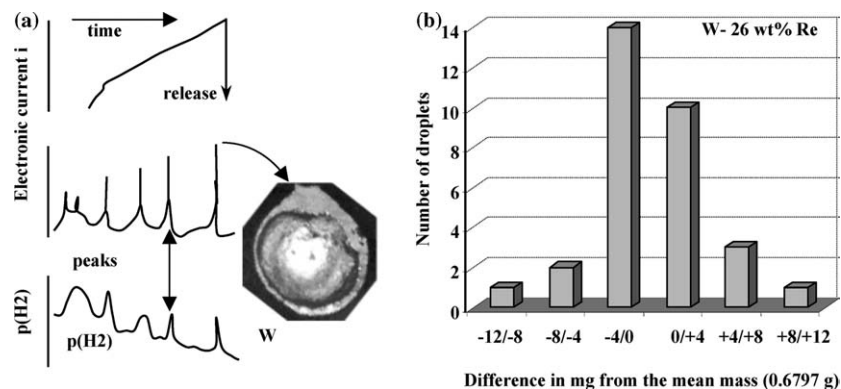 (a)
time
Electronic current i
release
peaks
p(H2)
p(H2)
W
(b)
W- 26 wt% Re
Number of droplets
14
12
10
8
6
4
2
0
-12/-8 -8/-4 -4/0 0/+4 +4/+8 +8/+12
Difference in mg from the mean mass (0.6797 g)